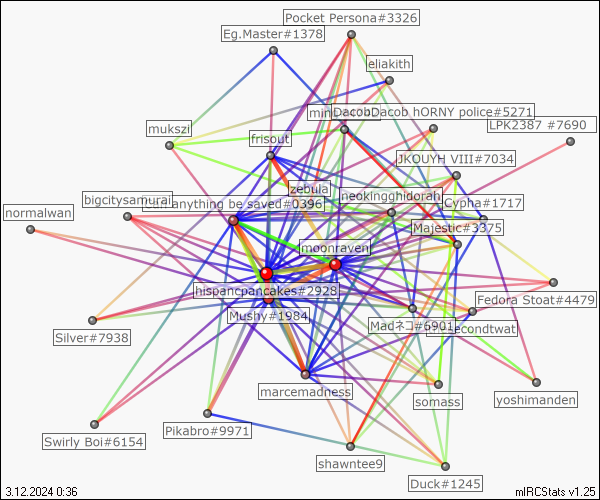 Pocket Persona#3326
Eg.Master#1378
eliakith
DacobDacob hORNY police#5271
LPK2387 #7690
mukszi
frisout
JKOUYH VIII#7034
zebula
neokingghidorah
bigcitysamurai
anything be saved#0396
Cypha#1717
normalwan
Majestic#3375
moonraven
hispancpancakes#2928
Fedora Stoat#4479
Mushy#1984
Madネコ#6901
Silver#7938
marcemadness
somass
yoshimanden
Pikabro#9971
Swirly Boi#6154
shawntee9
Duck#1245
3.12.2024 0:36
mIRCStats v1.25